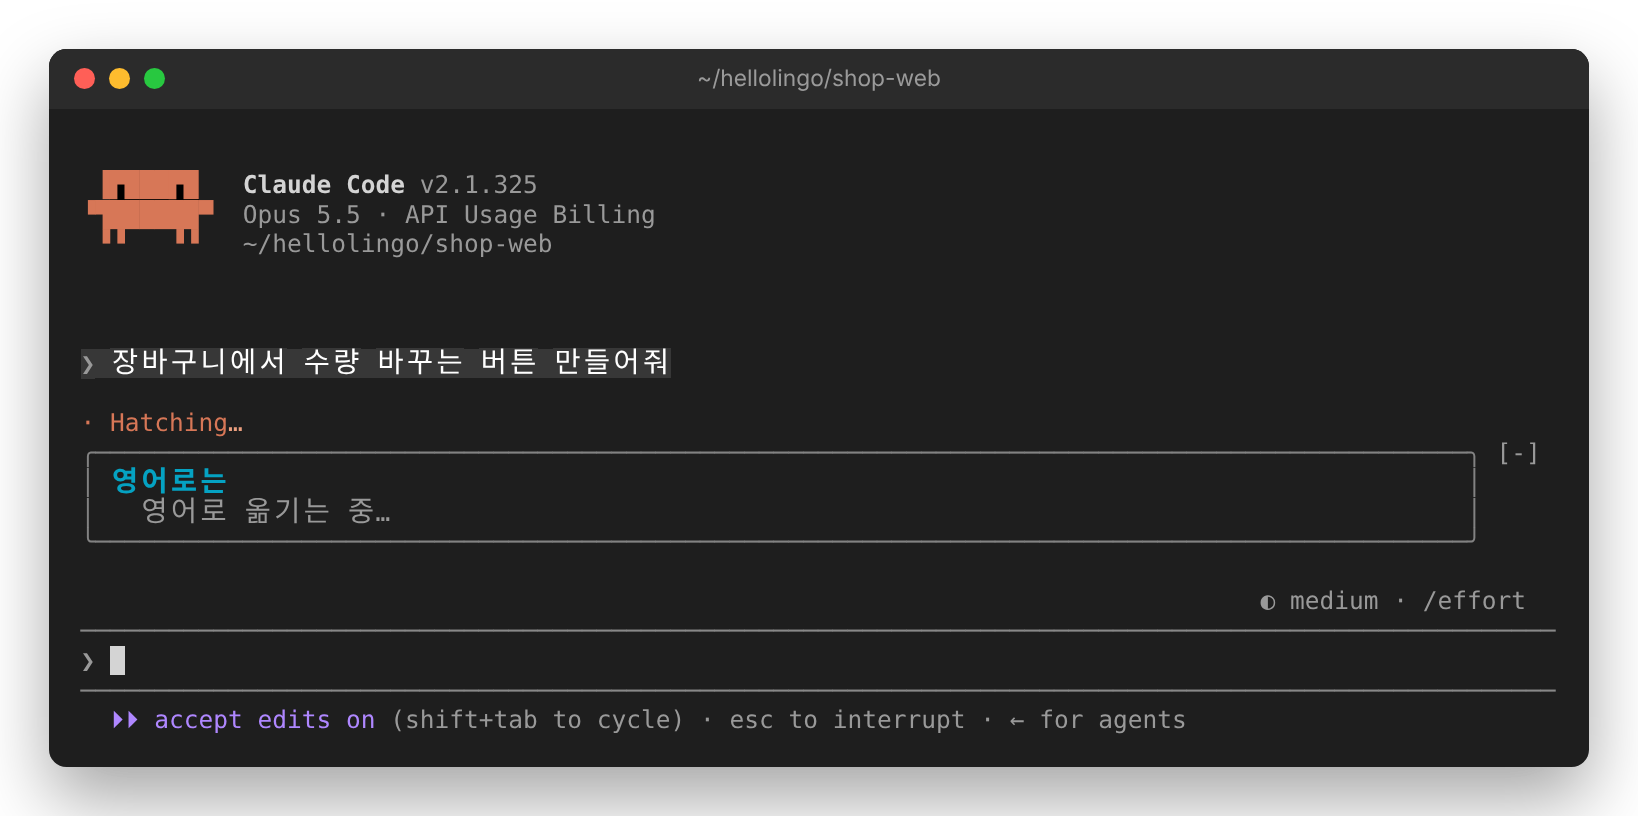 ~/hellolingo/shop-web
Claude Code v2.1.325
Opus 5.5 · API Usage Billing
~/hellolingo/shop-web
❯ 장바구니에서 수량 바꾸는 버튼 만들어줘
· Hatching…
[-]
영어로는
영어로 옮기는 중…
◐ medium · /effort
❯
⏵⏵ accept edits on (shift+tab to cycle) · esc to interrupt · ← for agents